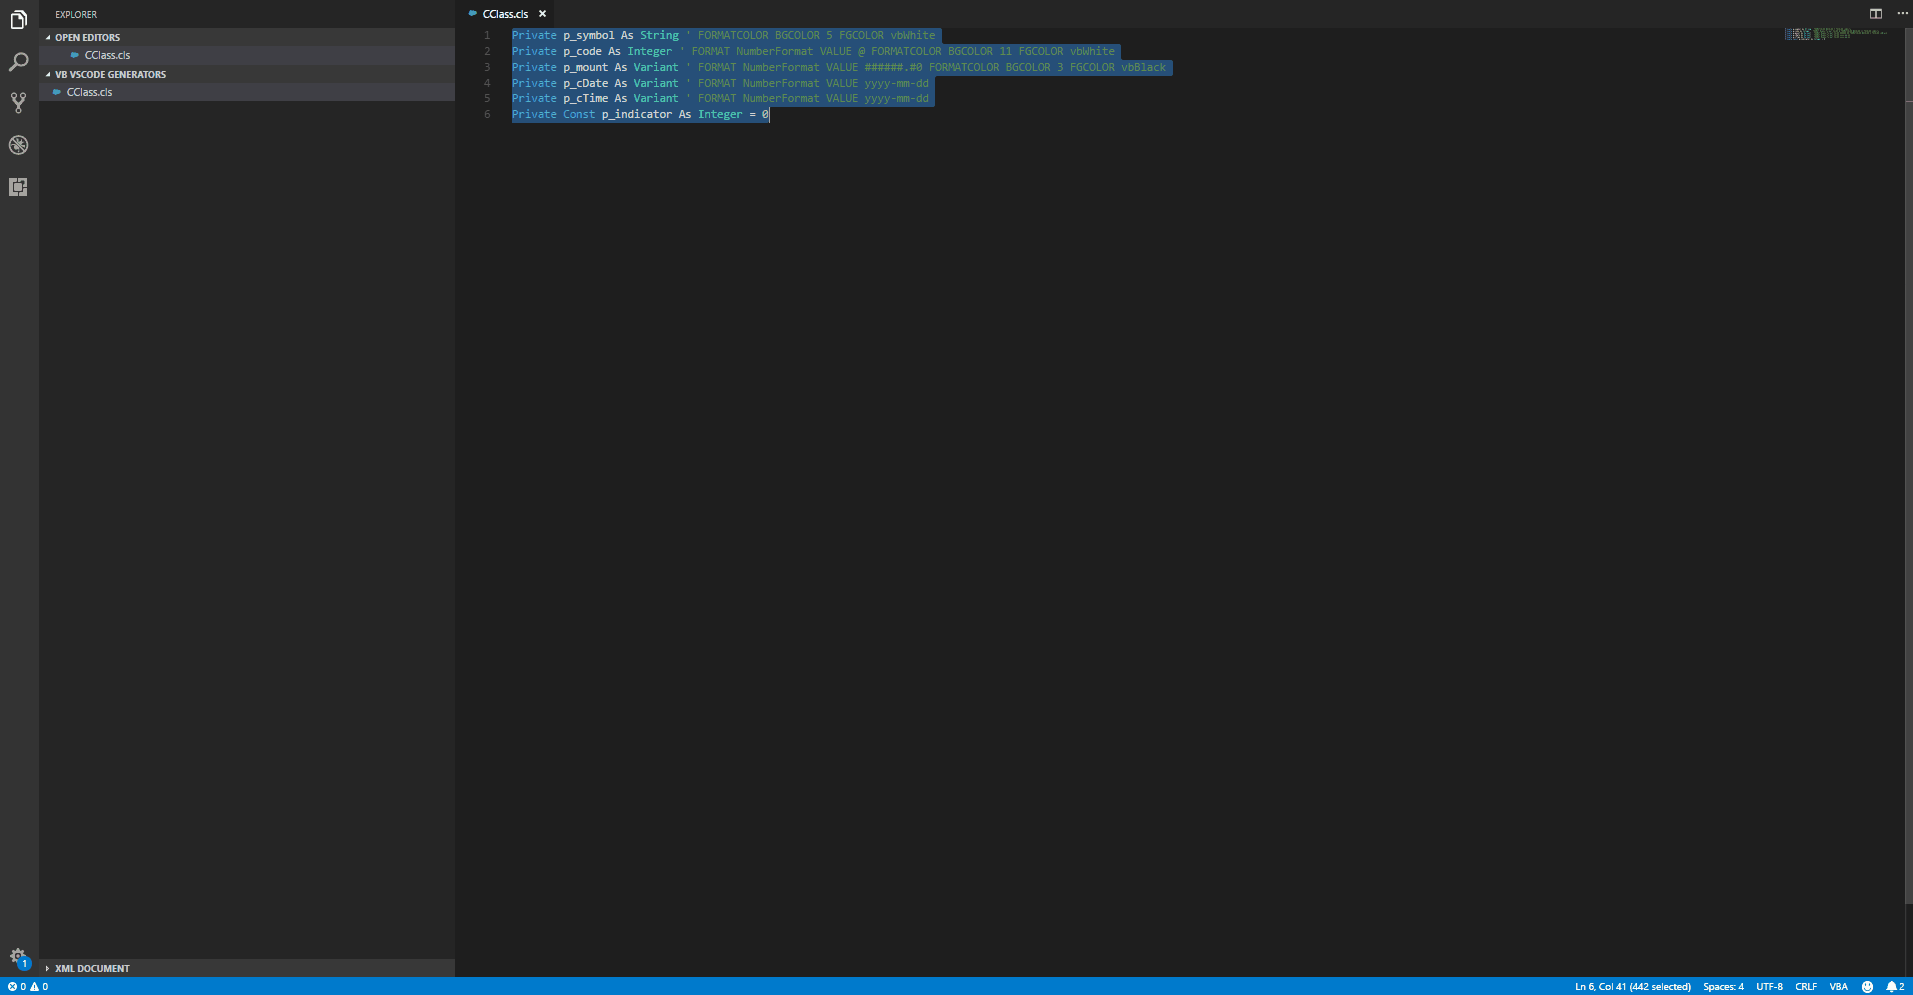 EXPLORER
OPEN EDITORS
CClass.cls
VB VSCODE GENERATORS
CClass.cls
XML DOCUMENT
CClass.cls ×
1 Private p_symbol As String ' FORMATCOLOR BGCOLOR 5 FGCOLOR vbWhite
2 Private p_code As Integer ' FORMAT NumberFormat VALUE @ FORMATCOLOR BGCOLOR 11 FGCOLOR vbWhite
3 Private p_mount As Variant ' FORMAT NumberFormat VALUE ######.#0 FORMATCOLOR BGCOLOR 3 FGCOLOR vbBlack
4 Private p_cDate As Variant ' FORMAT NumberFormat VALUE yyyy-mm-dd
5 Private p_cTime As Variant ' FORMAT NumberFormat VALUE yyyy-mm-dd
6 Private Const p_indicator As Integer = 0
1
0 0
Ln 6, Col 41 (442 selected) Spaces: 4 UTF-8 CRLF VBA 2